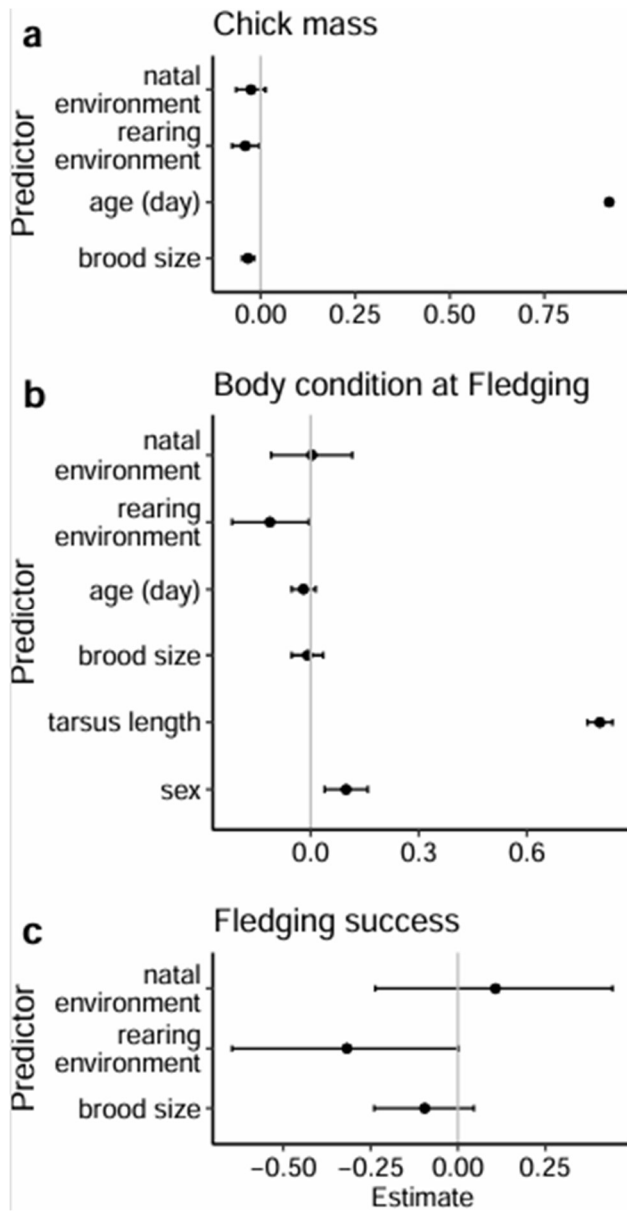 a
Chick mass
Predictor
natal
environment
rearing
environment
age (day)
brood size
0.00 0.25 0.50 0.75
b
Body condition at Fledging
Predictor
natal
environment
rearing
environment
age (day)
brood size
tarsus length
sex
0.0 0.3 0.6
c
Fledging success
Predictor
natal
environment
rearing
environment
brood size
−0.50 −0.25 0.00 0.25
Estimate